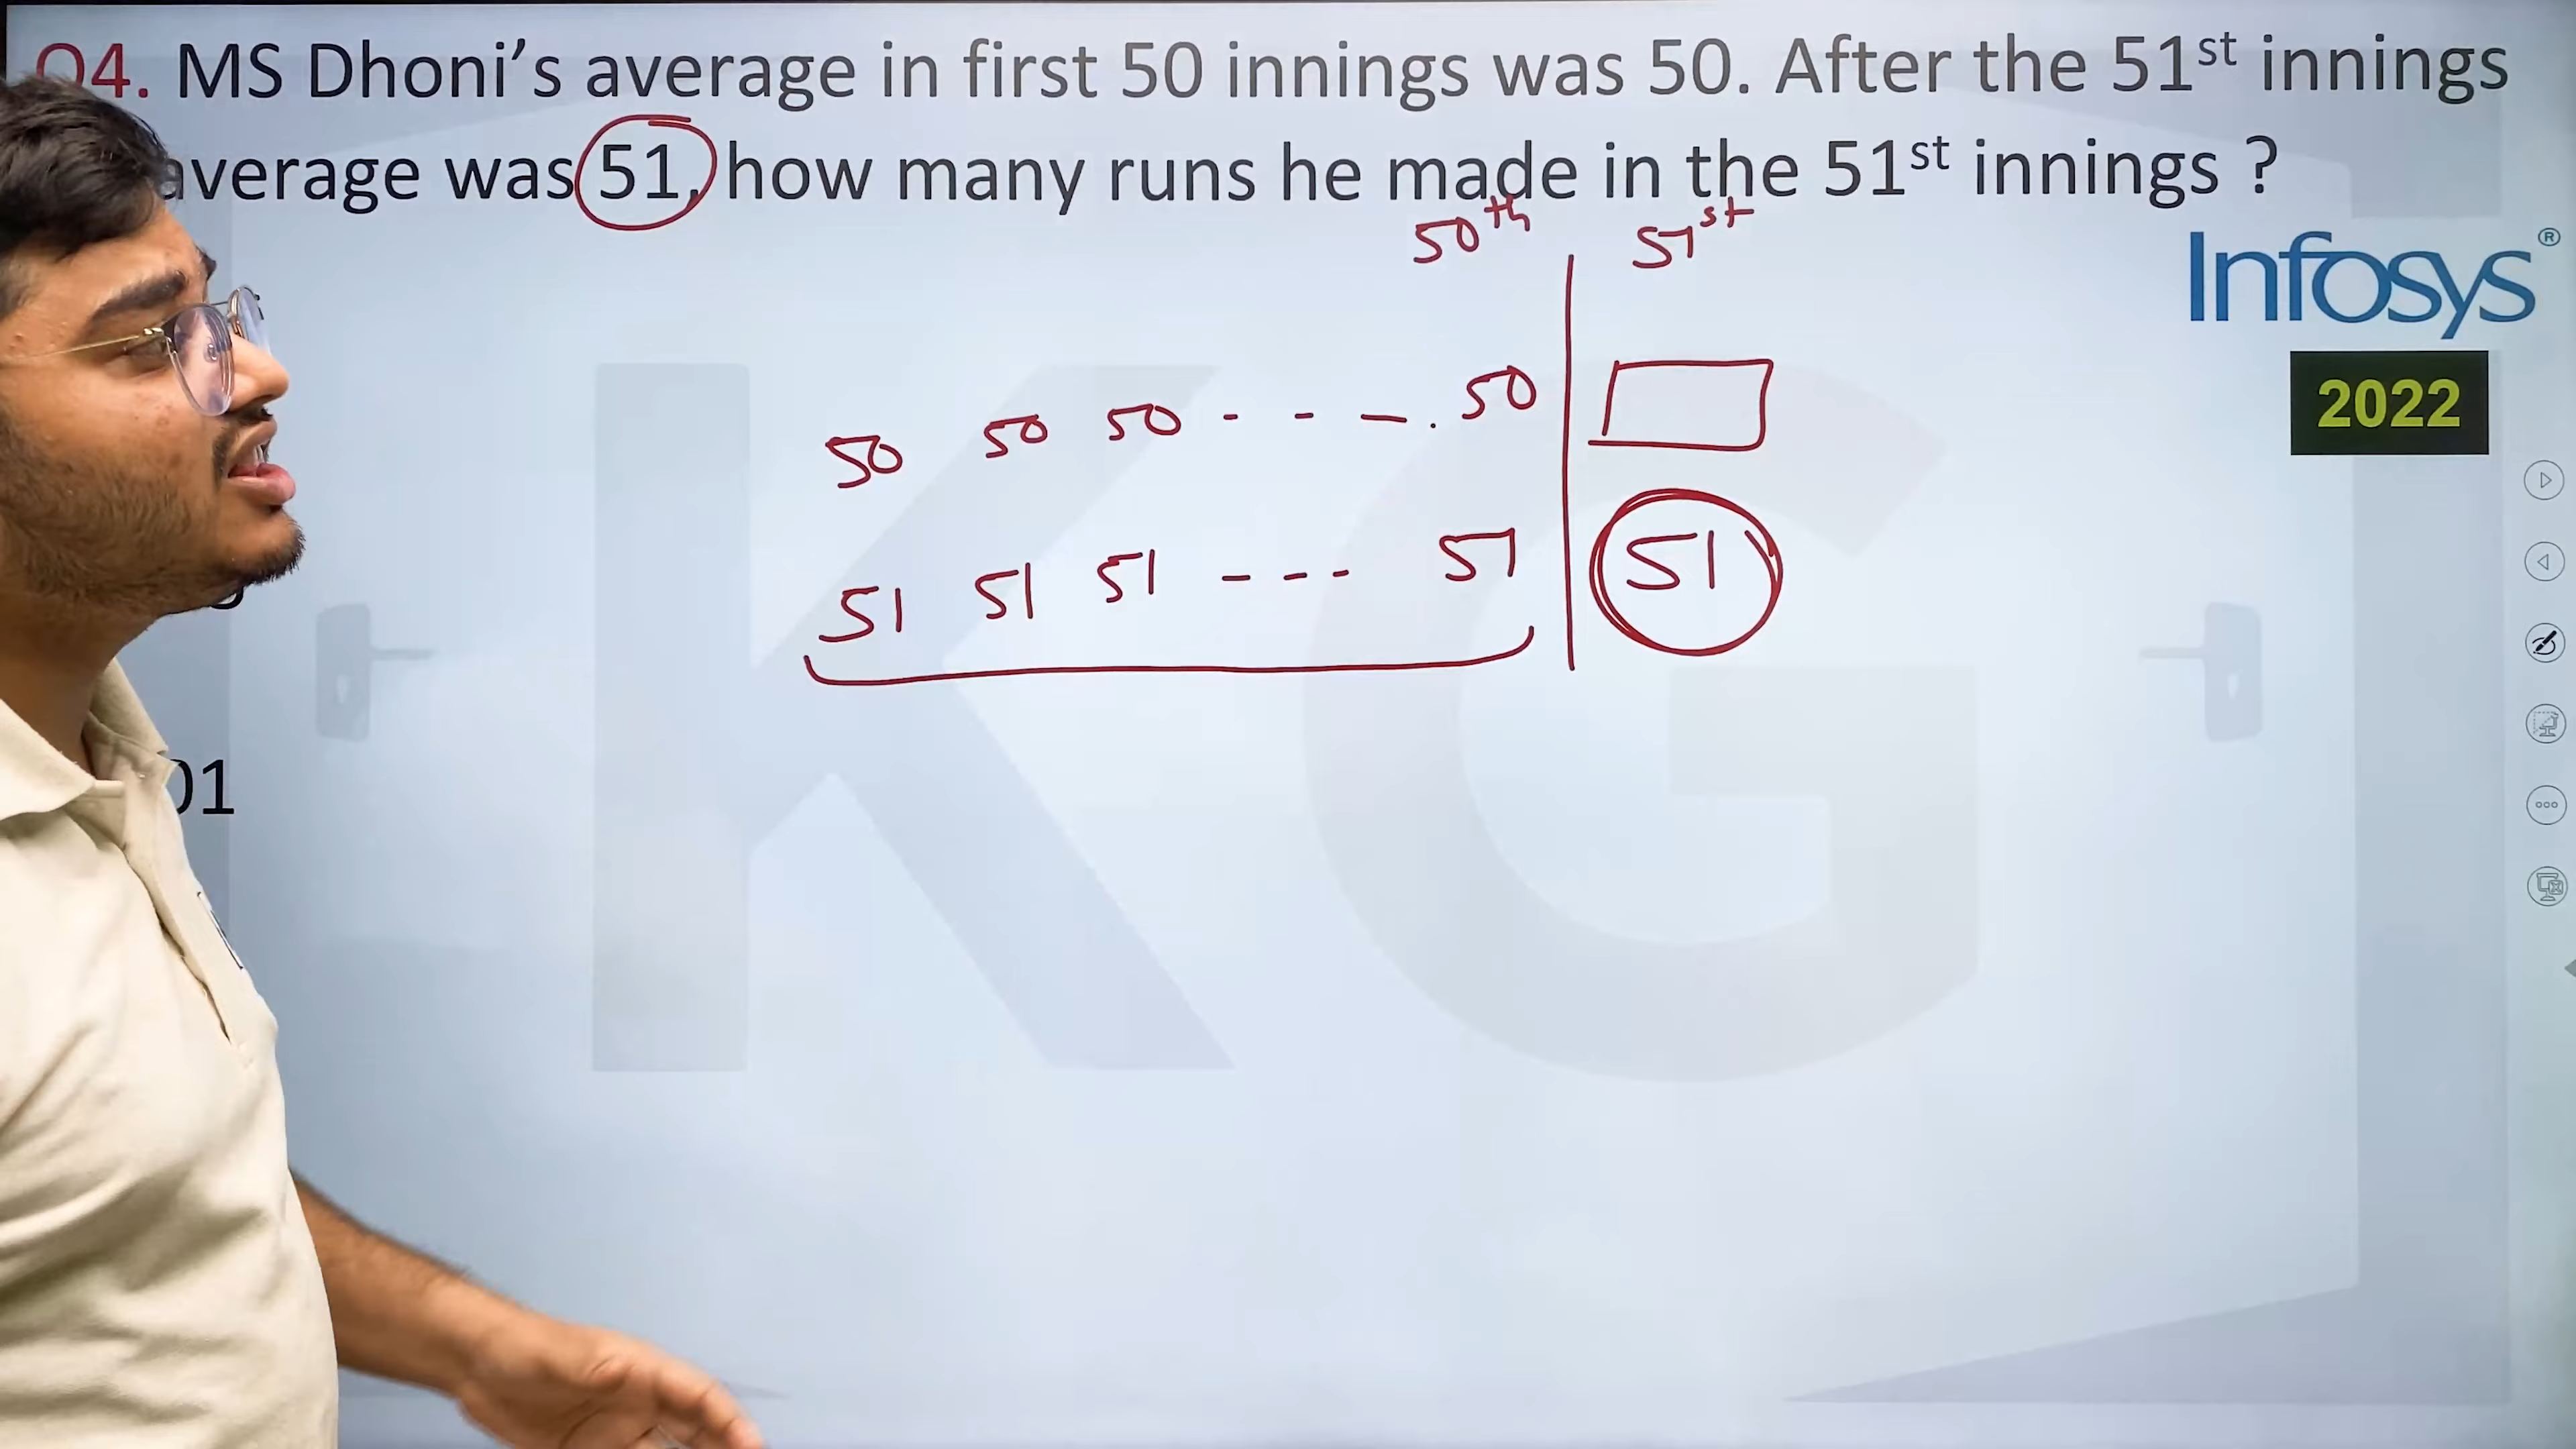 Q4. MS Dhoni's average in first 50 innings was 50. After the 51st innings
average was 51, how many runs he made in the 51st innings ?
50th 51st
Infosys®
2022
50 50 50 - - - . 50
51 51 51 - - - 51 51
01
KG